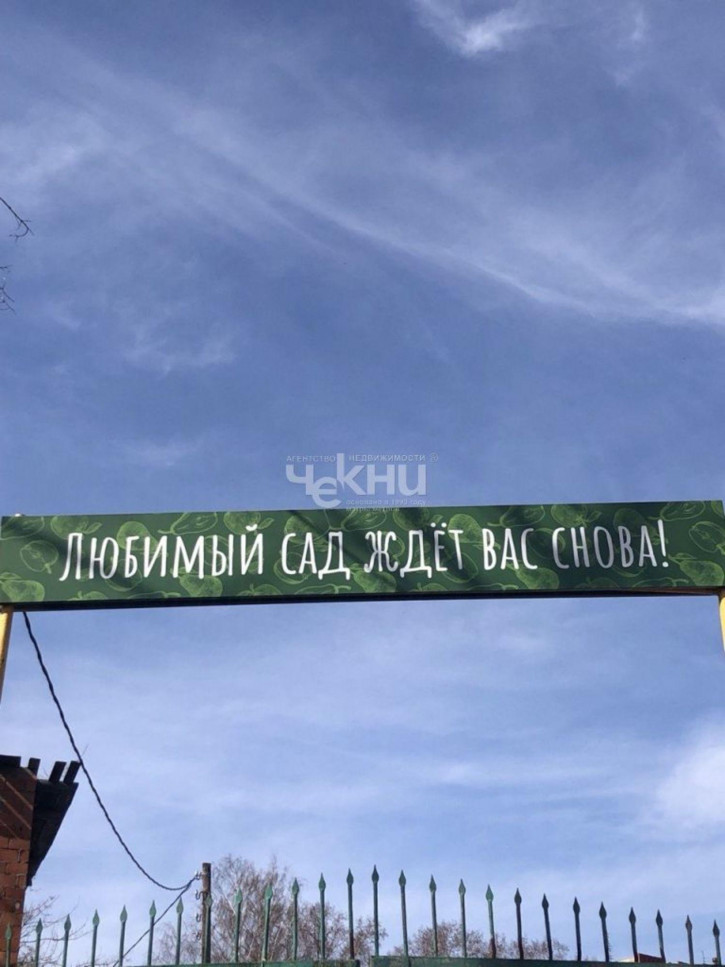 АГЕНТСТВО НЕДВИЖИМОСТИ
Чекни
Любимый сад ждёт вас снова!